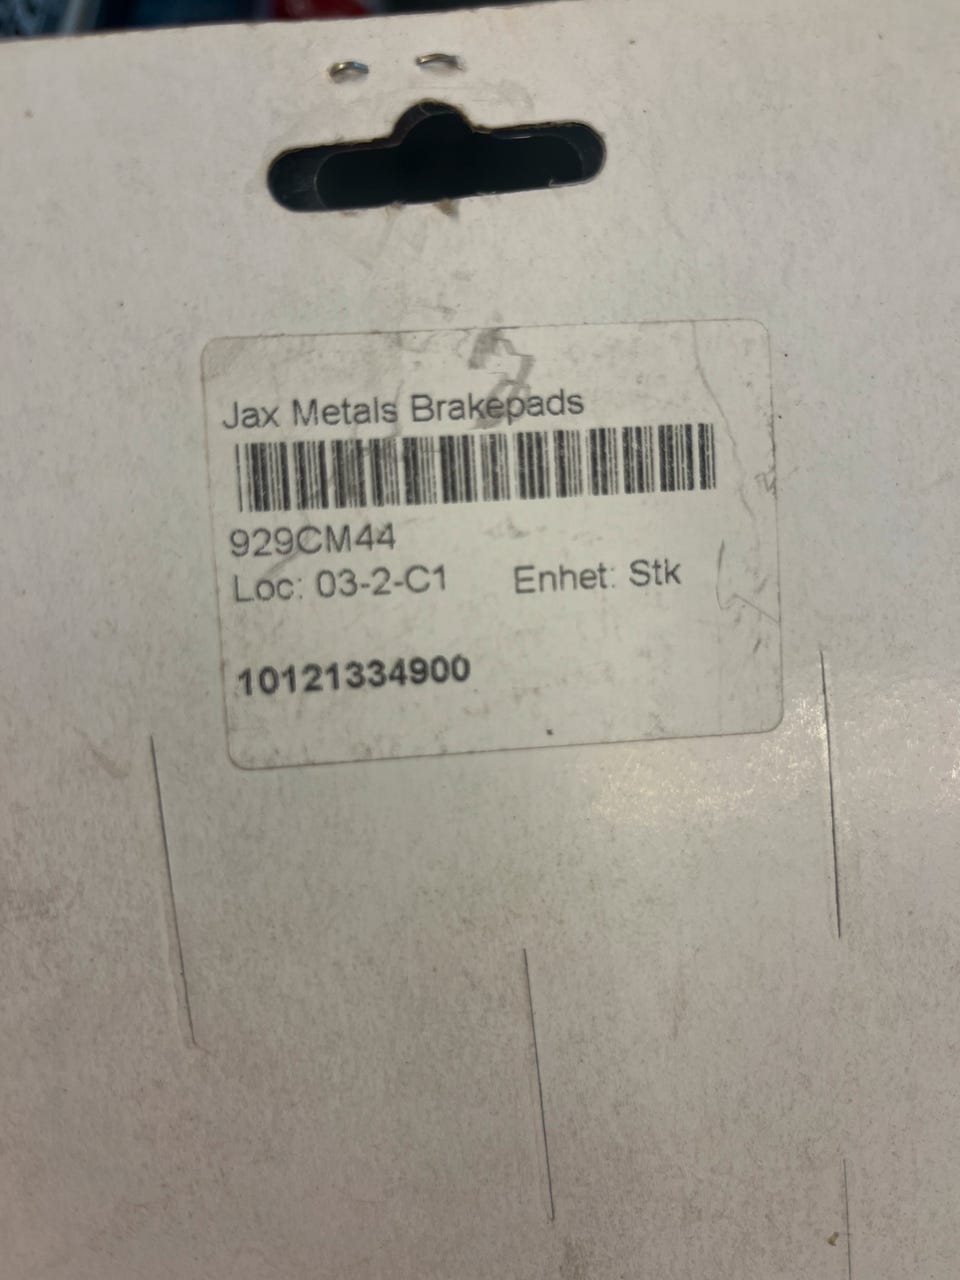 Jax Metals Brakepads
929CM44
Loc: 03-2-C1 Enhet: Stk
10121334900